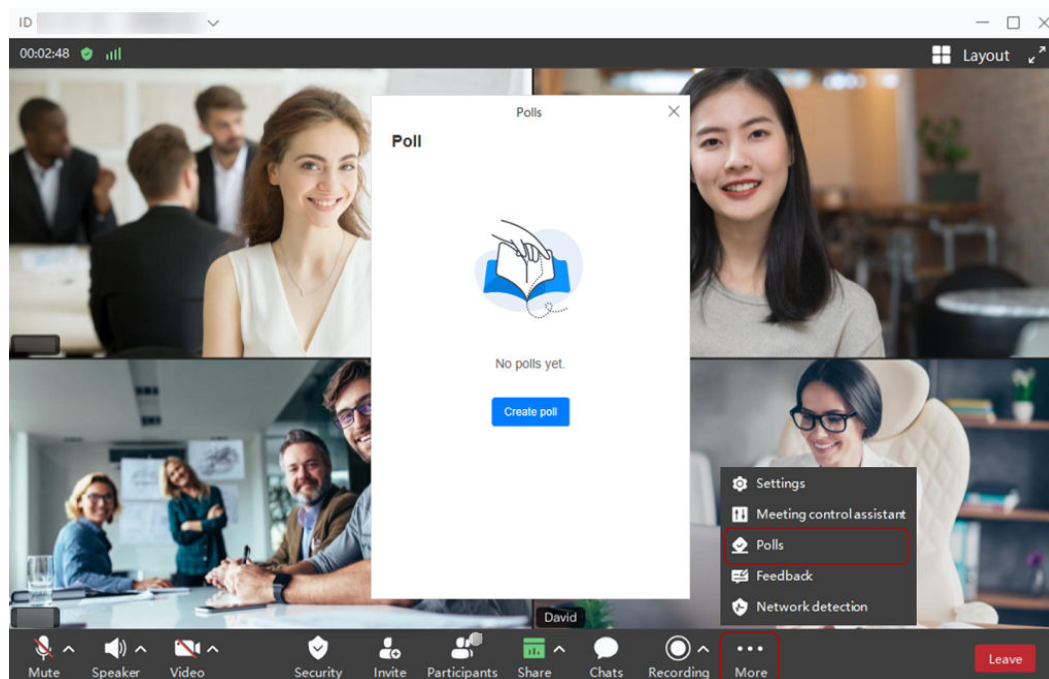 ID
00:02:48
Layout
Polls
Poll
No polls yet.
Create poll
Settings
Meeting control assistant
Polls
Feedback
Network detection
David
Mute
Speaker
Video
Security
Invite
Participants
Share
Chats
Recording
More
Leave